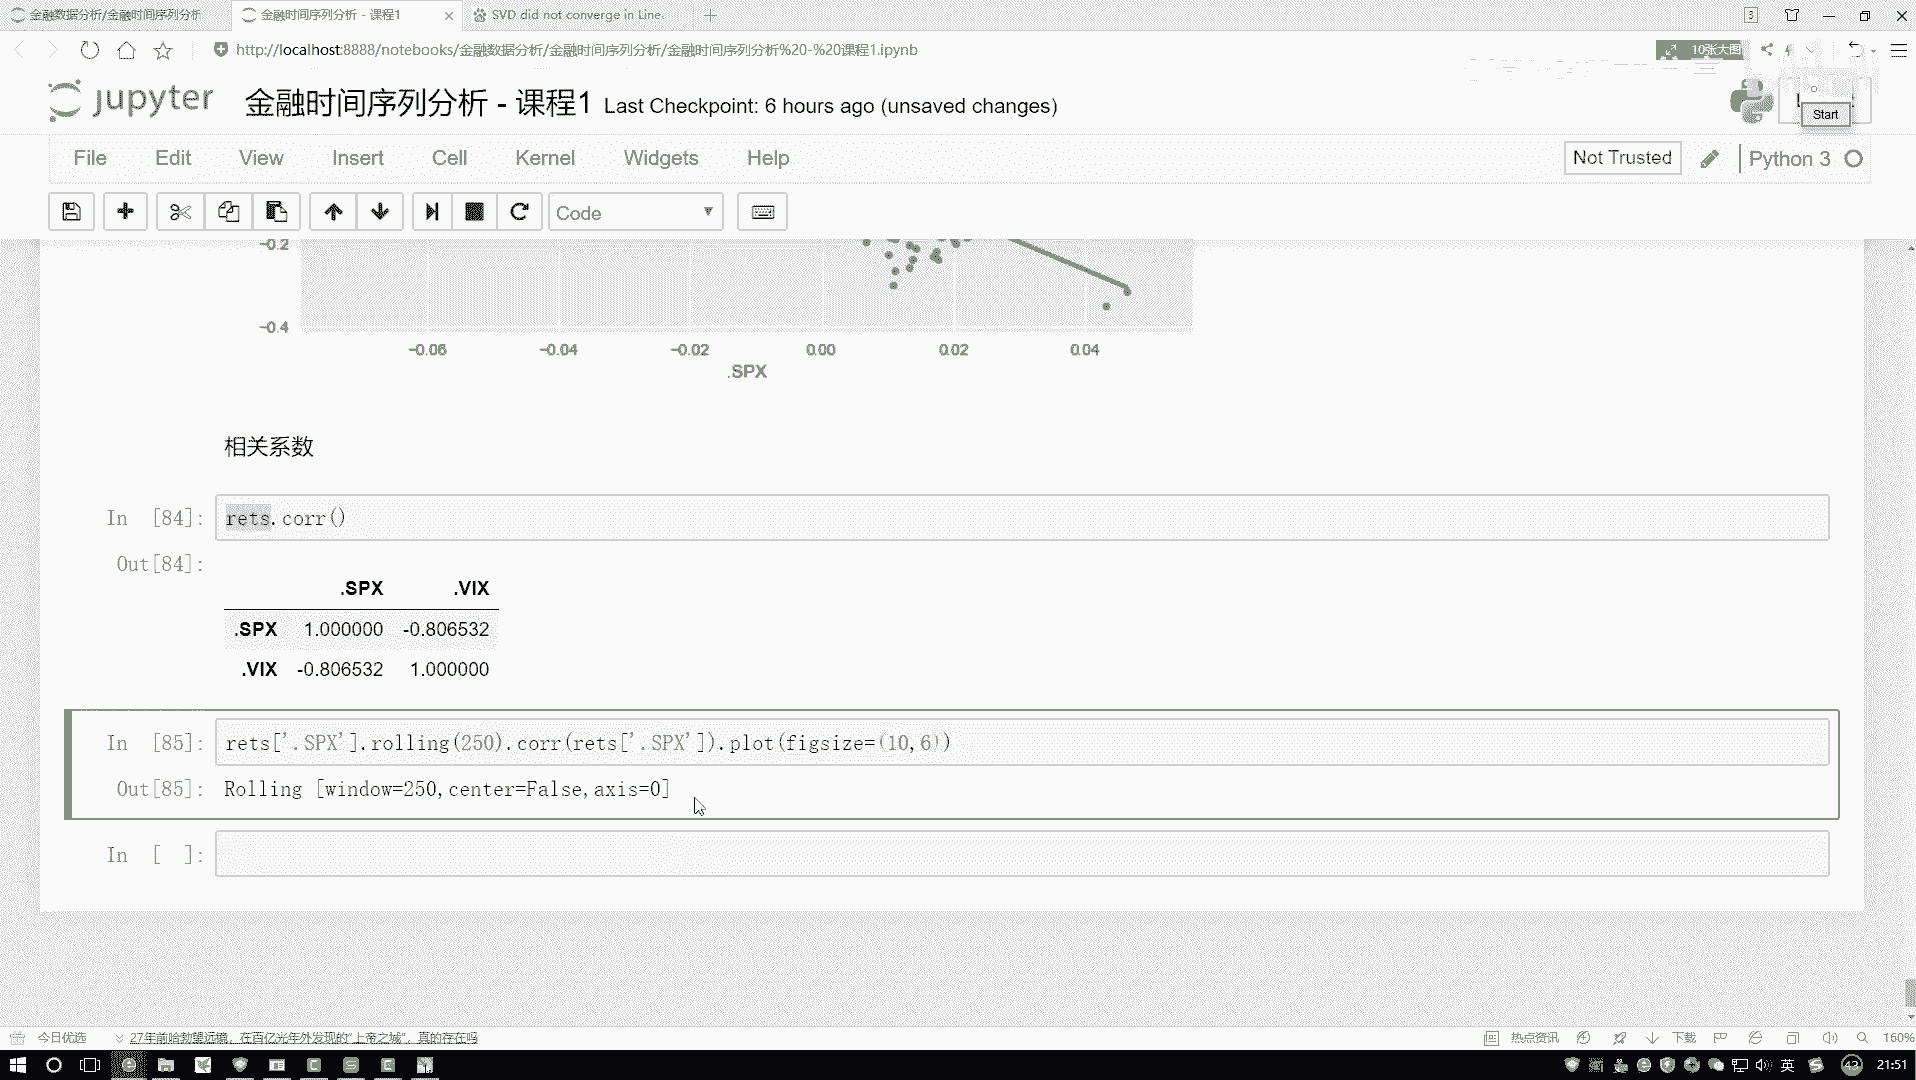 金融数据分析/金融时间序列分析
金融时间序列分析 - 课程1
SVD did not converge in Line.
3
http://localhost:8888/notebooks/金融数据分析/金融时间序列分析/金融时间序列分析%20-%20课程1.ipynb
10张大图
jupyter 金融时间序列分析 - 课程1 Last Checkpoint: 6 hours ago (unsaved changes)
Start
File Edit View Insert Cell Kernel Widgets Help
Not Trusted
Python 3
Code
-0.2
-0.4
-0.06 -0.04 -0.02 0.00 0.02 0.04
.SPX
相关系数
In [84]: rets.corr()
Out[84]:
.SPX .VIX
.SPX 1.000000 -0.806532
.VIX -0.806532 1.000000
In [85]: rets['.SPX'].rolling(250).corr(rets['.SPX']).plot(figsize=(10,6))
Out[85]: Rolling [window=250,center=False,axis=0]
In [ ]:
今日优选
27年前哈勃望远镜，在百亿光年外发现的"上帝之城"，真的存在吗
热点资讯
下载
160%
英
43
21:51